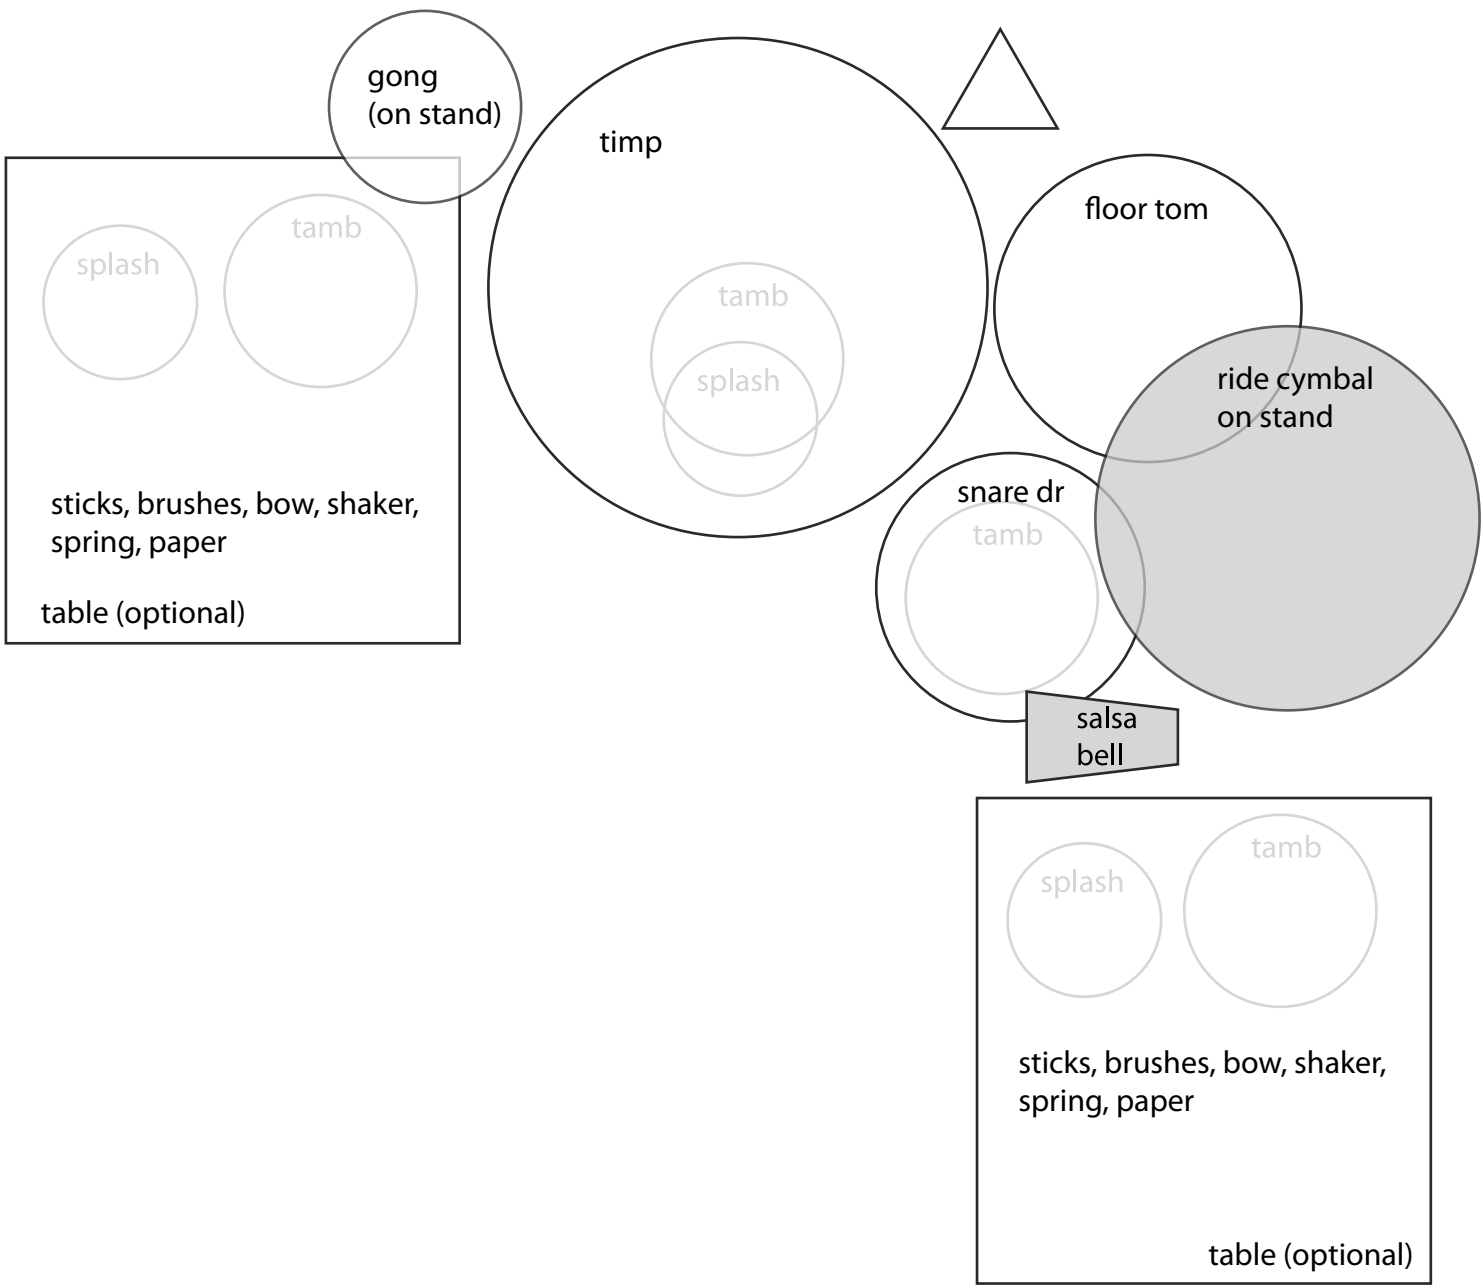 gong
(on stand)
timp
floor tom
tamb
splash
tamb
splash
ride cymbal
on stand
snare dr
tamb
sticks, brushes, bow, shaker,
spring, paper
table (optional)
salsa
bell
tamb
splash
sticks, brushes, bow, shaker,
spring, paper
table (optional)